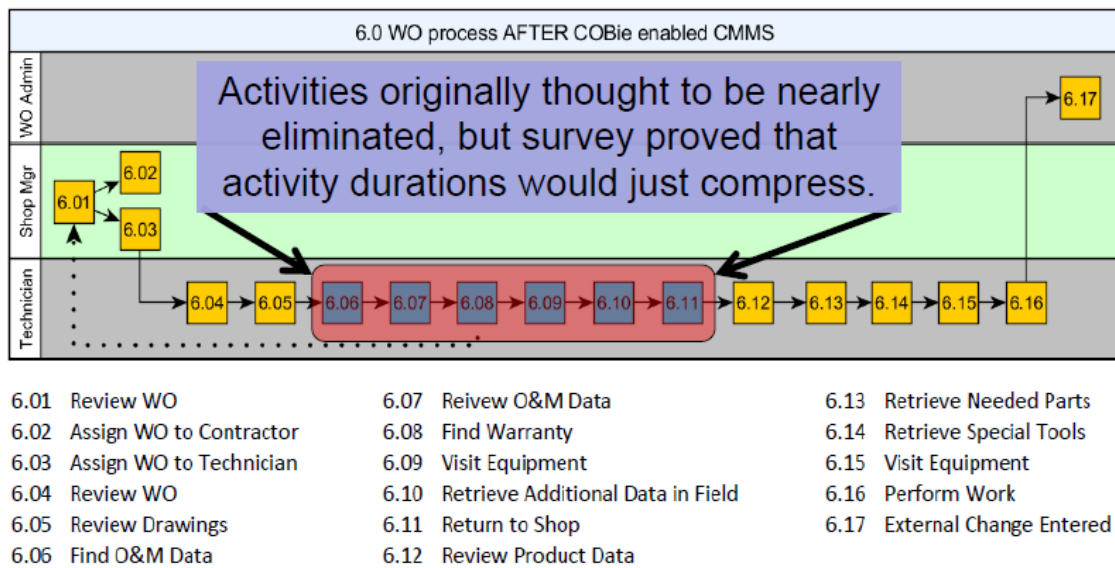 6.0 WO process AFTER COBie enabled CMMS
WO Admin
Shop Mgr
Technician
Activities originally thought to be nearly
eliminated, but survey proved that
activity durations would just compress.
6.17
6.02
6.01
6.03
6.04
6.05
6.06
6.07
6.08
6.09
6.10
6.11
6.12
6.13
6.14
6.15
6.16
6.01 Review WO
6.02 Assign WO to Contractor
6.03 Assign WO to Technician
6.04 Review WO
6.05 Review Drawings
6.06 Find O&M Data
6.07 Reivew O&M Data
6.08 Find Warranty
6.09 Visit Equipment
6.10 Retrieve Additional Data in Field
6.11 Return to Shop
6.12 Review Product Data
6.13 Retrieve Needed Parts
6.14 Retrieve Special Tools
6.15 Visit Equipment
6.16 Perform Work
6.17 External Change Entered